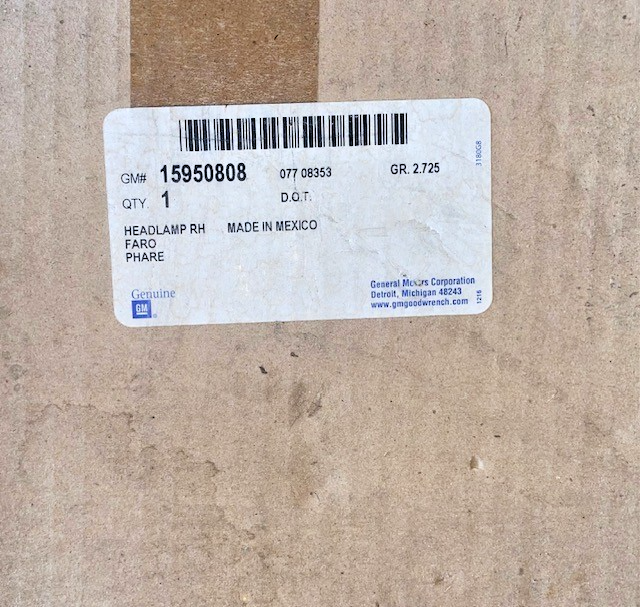 GM# 15950808 077 08353 GR. 2.725
QTY. 1 D.O.T.
HEADLAMP RH MADE IN MEXICO
FARO
PHARE
Genuine
GM
General Motors Corporation
Detroit, Michigan 48243
www.gmgoodwrench.com
1216